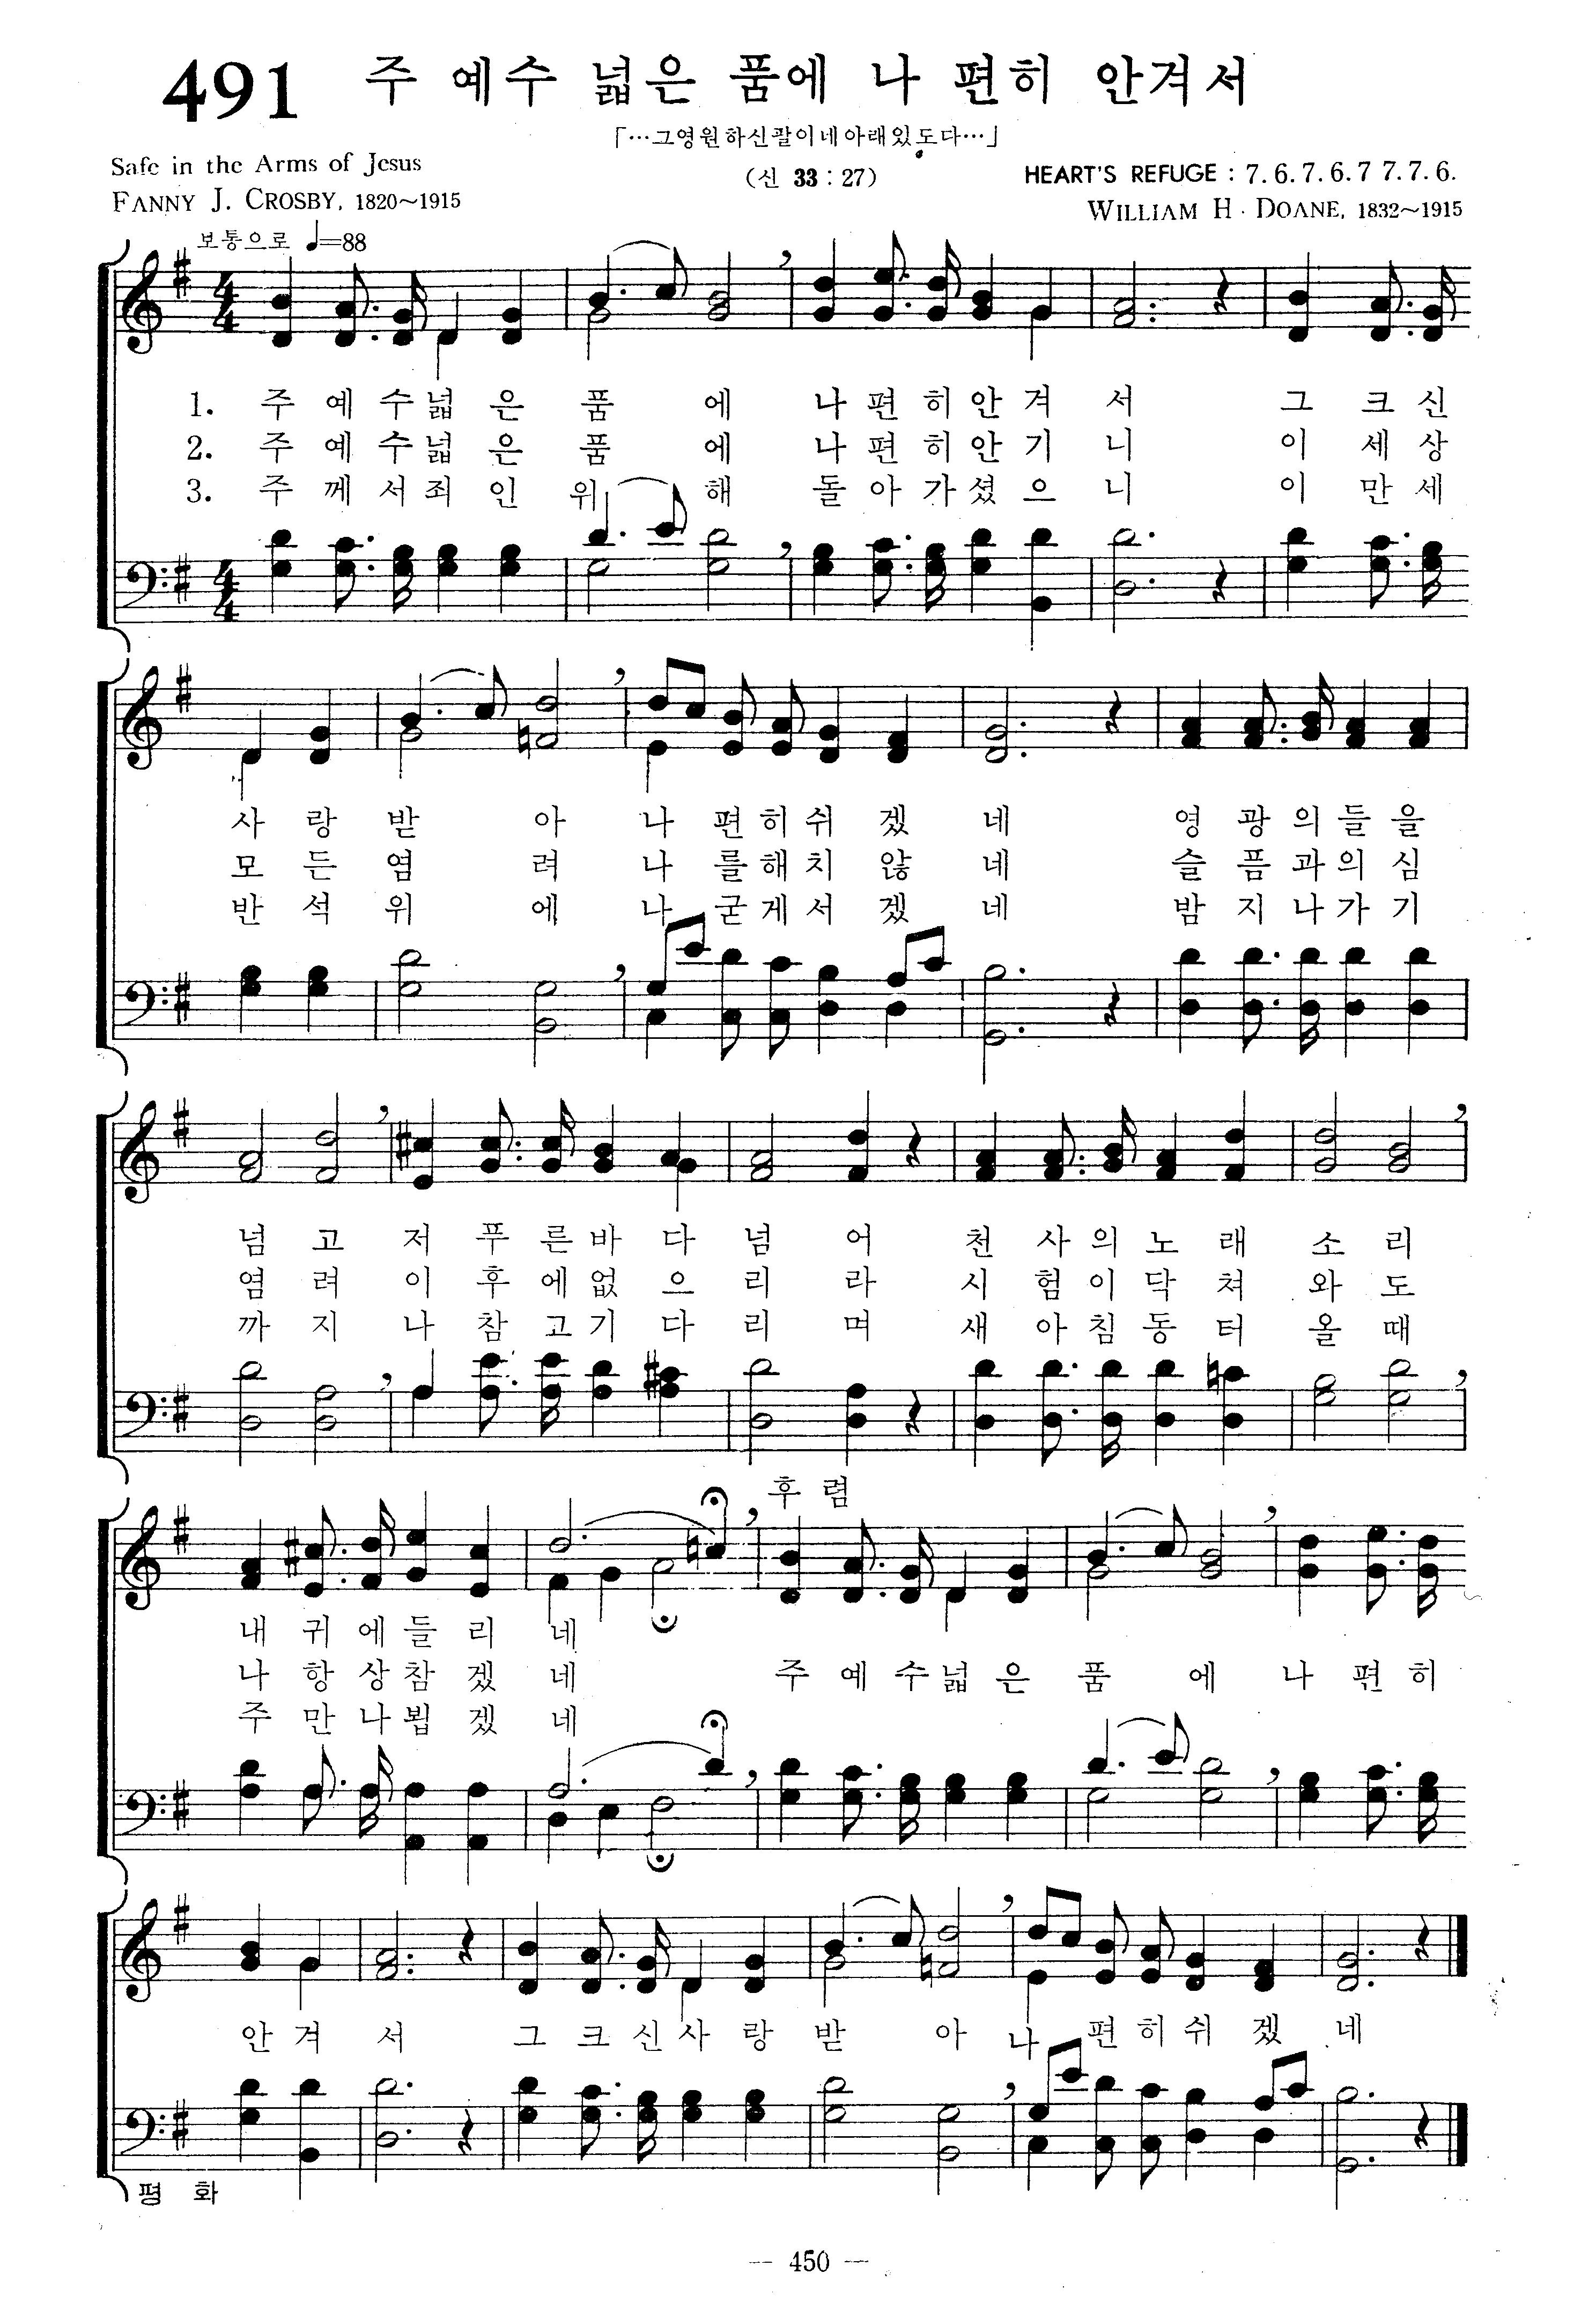 491 주 예수 넓은 품에 나 편히 안겨서
「…그영원하신팔이네아래있도다…」
Safe in the Arms of Jesus
(신 33 : 27)
HEART'S REFUGE : 7. 6. 7. 6. 7 7. 7. 6.
FANNY J. CROSBY, 1820~1915
WILLIAM H · DOANE, 1832~1915
보통으로 ♩=88
1. 주 예 수 넓 은 품 에 나 편 히 안 겨 서 그 크 신
2. 주 예 수 넓 은 품 에 나 편 히 안 기 니 이 세 상
3. 주 께 서 죄 인 위 해 돌 아 가 셨 으 니 이 만 세
사 랑 받 아 나 편 히 쉬 겠 네 영 광 의 들 을
모 든 염 려 나 를 해 치 않 네 슬 픔 과 의 심
반 석 위 에 나 굳 게 서 겠 네 밤 지 나 가 기
넘 고 저 푸 른 바 다 넘 어 천 사 의 노 래 소 리
염 려 이 후 에 없 으 리 라 시 험 이 닥 쳐 와 도
까 지 나 참 고 기 다 리 며 새 아 침 동 터 올 때
후 렴
내 귀 에 들 리 네
나 항 상 참 겠 네 주 예 수 넓 은 품 에 나 편 히
주 만 나 뵙 겠 네
안 겨 서 그 크 신 사 랑 받 아 나 편 히 쉬 겠 네
평 화
— 450 —